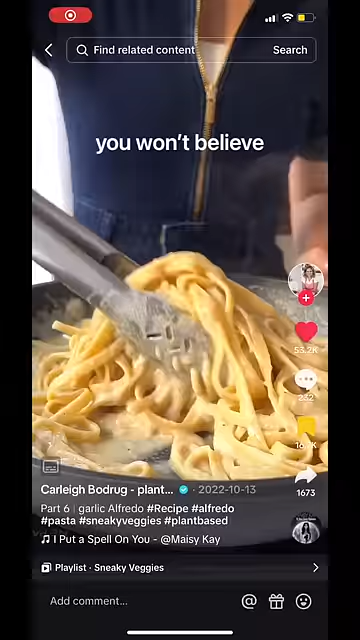 Find related content
Search
you won't believe
53.2K
232
1673
Carleigh Bodrug - plant... · 2022-10-13
Part 6 | garlic Alfredo #Recipe #alfredo
#pasta #sneakyveggies #plantbased
I Put a Spell On You - @Maisy Kay
Playlist · Sneaky Veggies
Add comment...